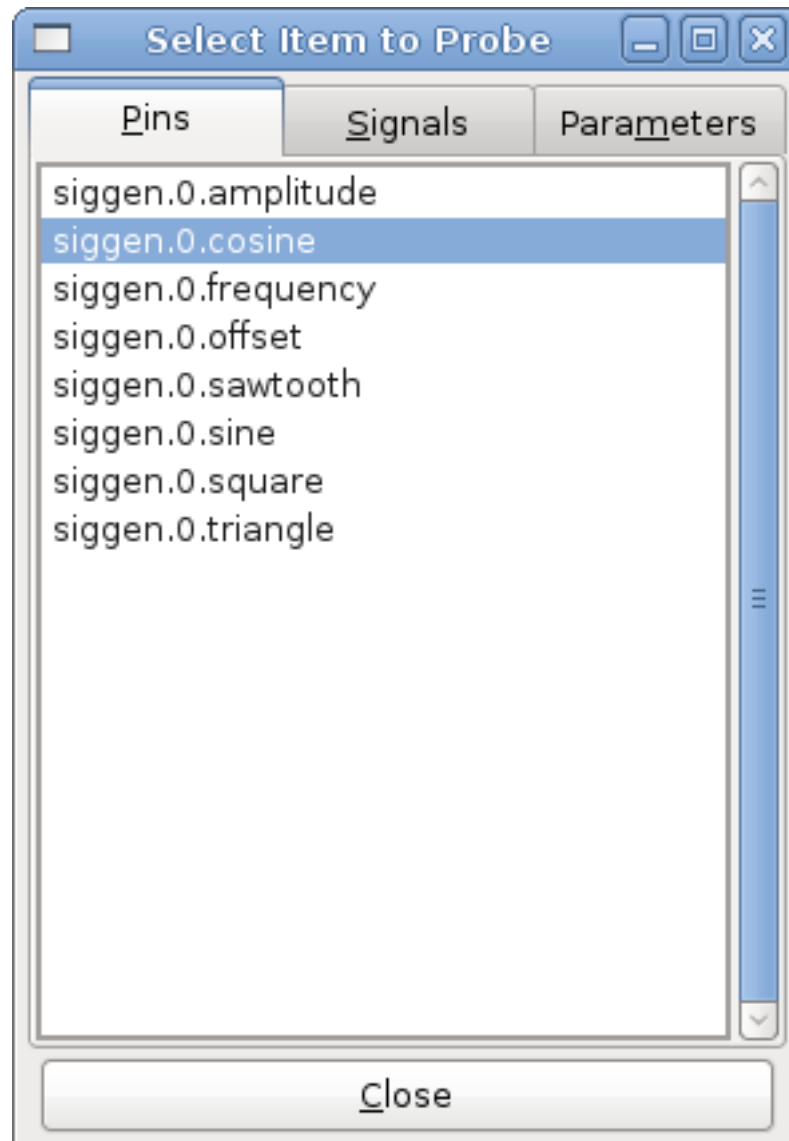 Select Item to Probe
Pins Signals Parameters
siggen.0.amplitude
siggen.0.cosine
siggen.0.frequency
siggen.0.offset
siggen.0.sawtooth
siggen.0.sine
siggen.0.square
siggen.0.triangle
Close